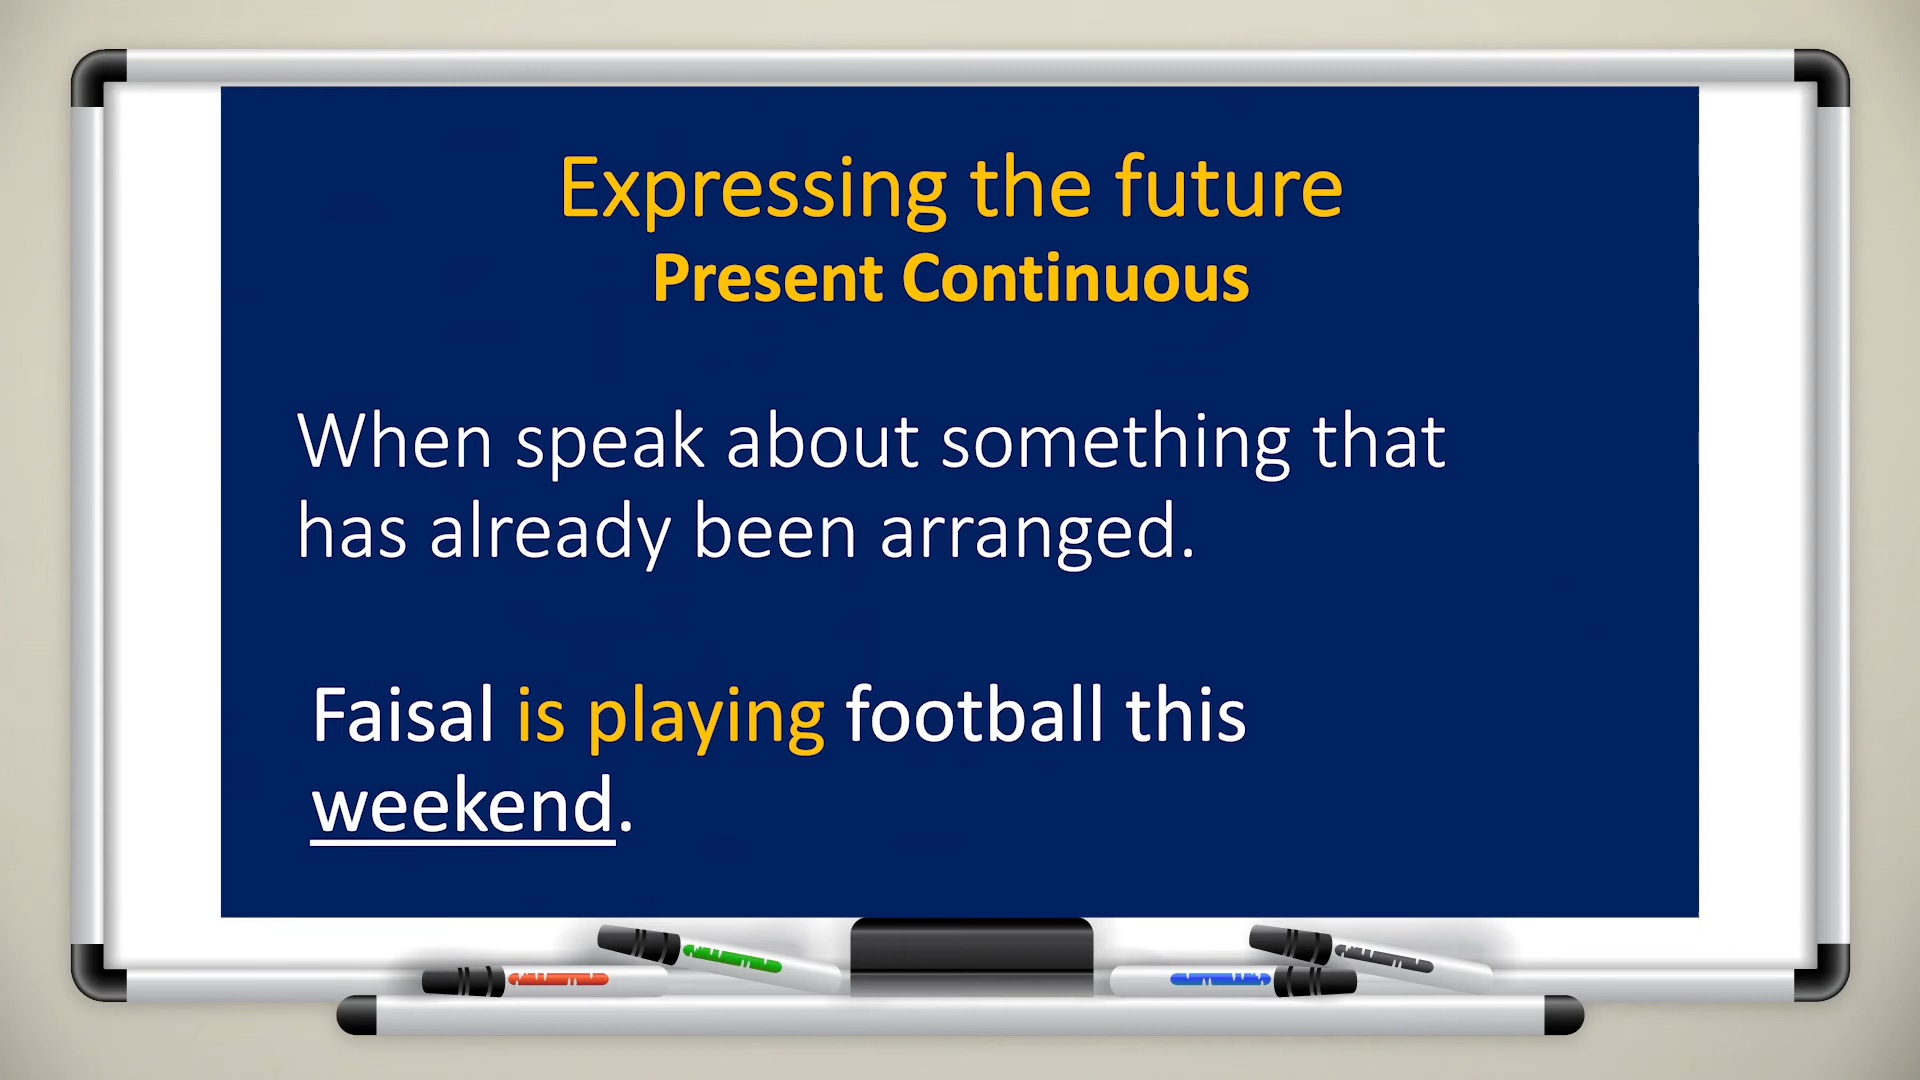 Expressing the future
Present Continuous
When speak about something that
has already been arranged.
Faisal is playing football this
weekend.